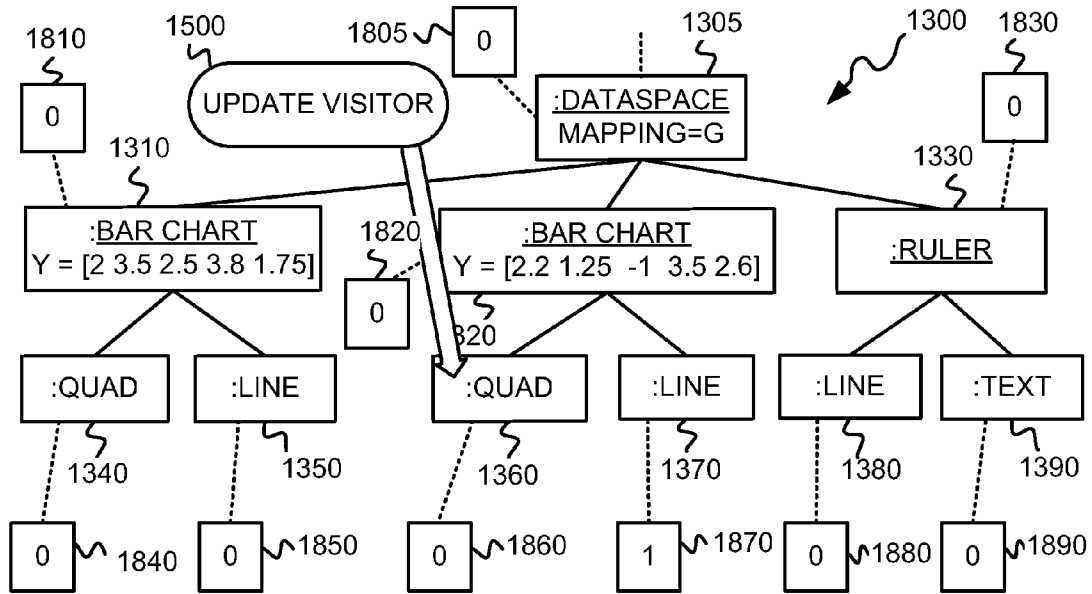 1810
1500
1805
0
1305
1300
1830
0
UPDATE VISITOR
:DATASPACE
MAPPING=G
0
1310
1330
:BAR CHART
Y = [2 3.5 2.5 3.8 1.75]
1820
:BAR CHART
Y = [2.2 1.25 -1 3.5 2.6]
:RULER
0
320
:QUAD
:LINE
:QUAD
:LINE
:LINE
:TEXT
1340
1350
1360
1370
1380
1390
0
1840
0
1850
0
1860
1
1870
0
1880
0
1890